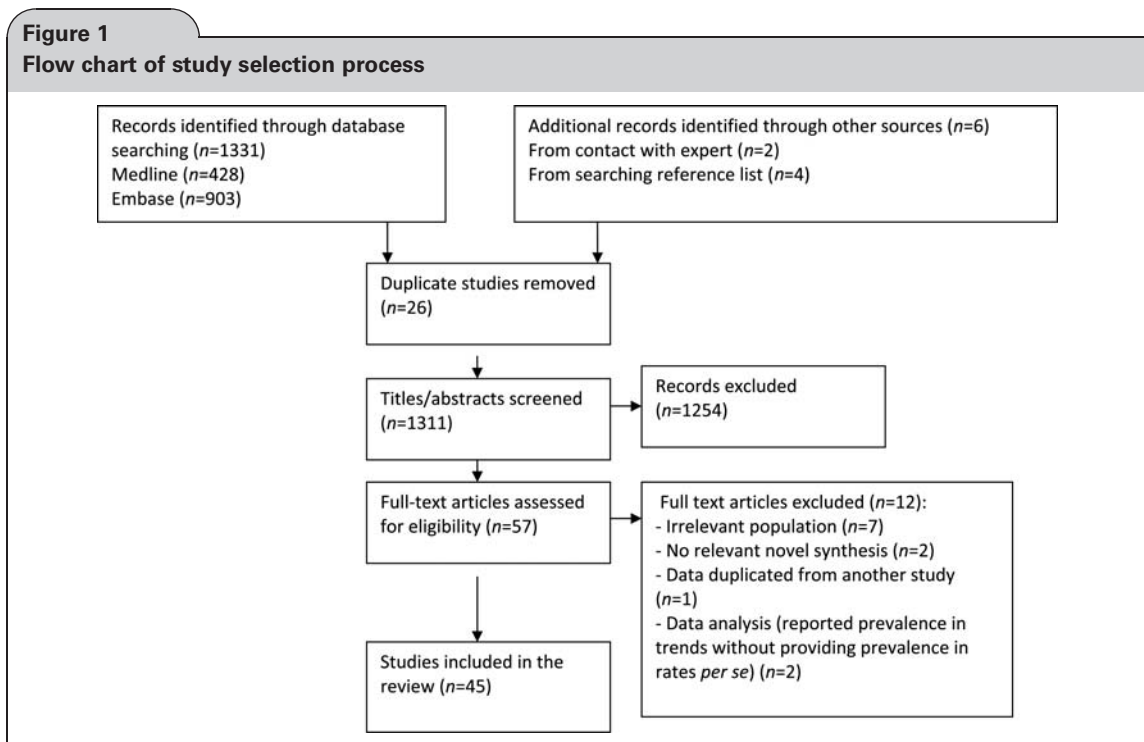 Figure 1
Flow chart of study selection process
Records identified through database
searching (n=1331)
Medline (n=428)
Embase (n=903)
Additional records identified through other sources (n=6)
From contact with expert (n=2)
From searching reference list (n=4)
Duplicate studies removed
(n=26)
Titles/abstracts screened
(n=1311)
Records excluded
(n=1254)
Full-text articles assessed
for eligibility (n=57)
Full text articles excluded (n=12):
- Irrelevant population (n=7)
- No relevant novel synthesis (n=2)
- Data duplicated from another study
(n=1)
- Data analysis (reported prevalence in
trends without providing prevalence in
rates per se) (n=2)
Studies included in the
review (n=45)